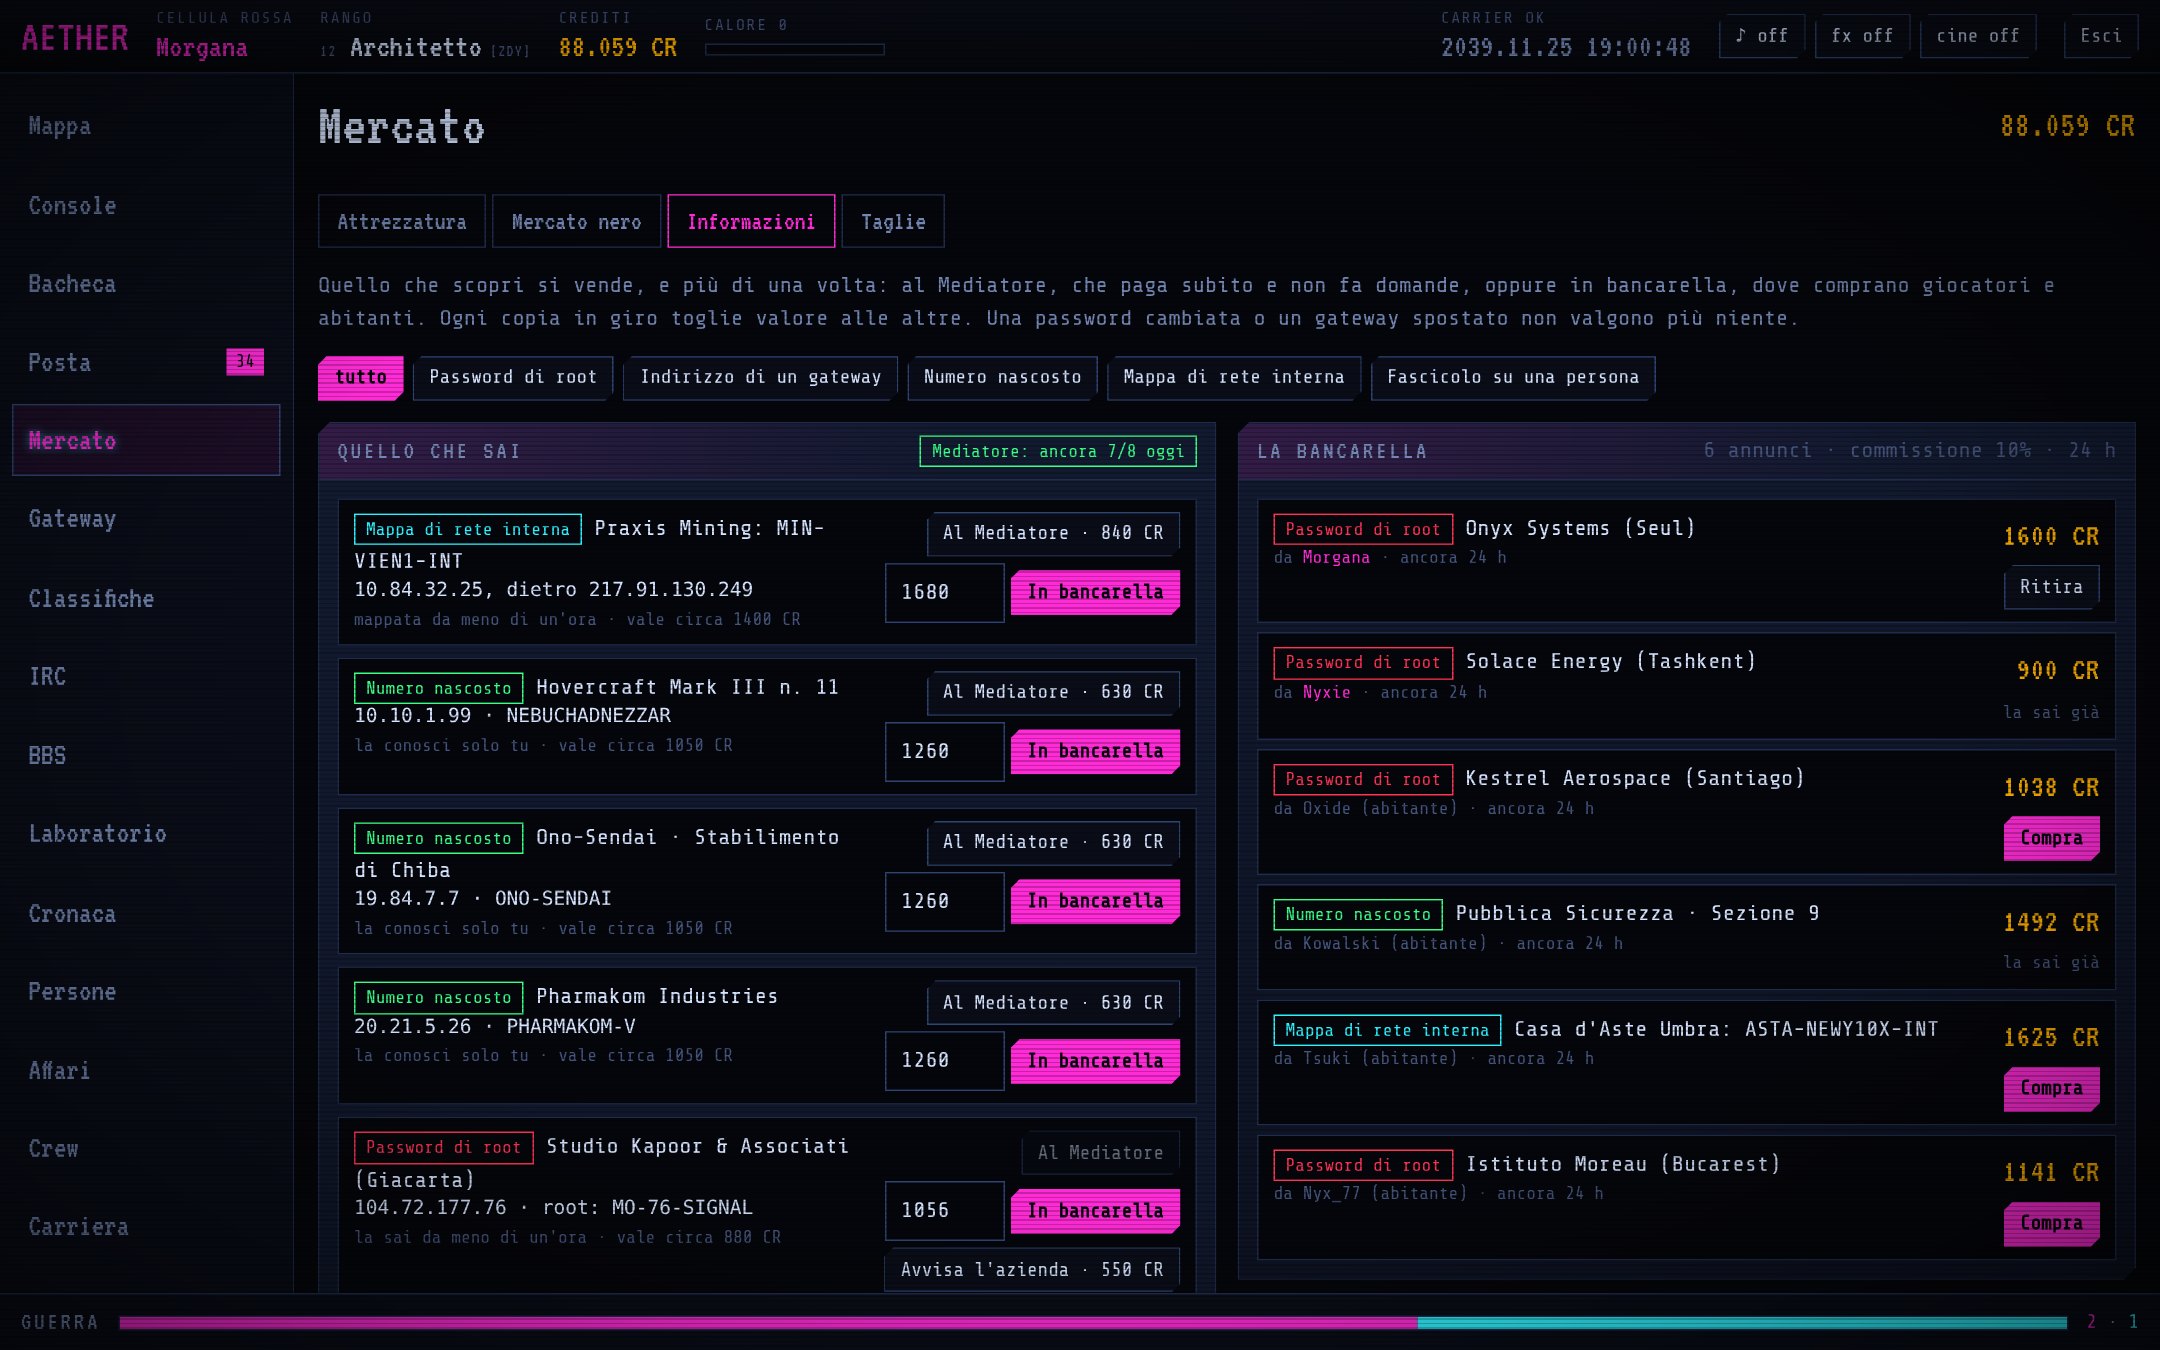 AETHER
CELLULA ROSSA
Morgana
RANGO
12 Architetto [ZDY]
CREDITI
88.059 CR
CALORE 0
CARRIER OK
2039.11.25 19:00:48
♪ off
fx off
cine off
Esci
Mappa
Console
Bacheca
Posta 34
Mercato
Gateway
Classifiche
IRC
BBS
Laboratorio
Cronaca
Persone
Affari
Crew
Carriera
Mercato
88.059 CR
Attrezzatura
Mercato nero
Informazioni
Taglie
Quello che scopri si vende, e più di una volta: al Mediatore, che paga subito e non fa domande, oppure in bancarella, dove comprano giocatori e
abitanti. Ogni copia in giro toglie valore alle altre. Una password cambiata o un gateway spostato non valgono più niente.
tutto
Password di root
Indirizzo di un gateway
Numero nascosto
Mappa di rete interna
Fascicolo su una persona
QUELLO CHE SAI
Mediatore: ancora 7/8 oggi
Mappa di rete interna Praxis Mining: MIN-
VIEN1-INT
10.84.32.25, dietro 217.91.130.249
mappata da meno di un'ora · vale circa 1400 CR
Al Mediatore · 840 CR
1680
In bancarella
Numero nascosto Hovercraft Mark III n. 11
10.10.1.99 · NEBUCHADNEZZAR
la conosci solo tu · vale circa 1050 CR
Al Mediatore · 630 CR
1260
In bancarella
Numero nascosto Ono-Sendai · Stabilimento
di Chiba
19.84.7.7 · ONO-SENDAI
la conosci solo tu · vale circa 1050 CR
Al Mediatore · 630 CR
1260
In bancarella
Numero nascosto Pharmakom Industries
20.21.5.26 · PHARMAKOM-V
la conosci solo tu · vale circa 1050 CR
Al Mediatore · 630 CR
1260
In bancarella
Password di root Studio Kapoor & Associati
(Giacarta)
104.72.177.76 · root: MO-76-SIGNAL
la sai da meno di un'ora · vale circa 880 CR
Al Mediatore
1056
In bancarella
Avvisa l'azienda · 550 CR
LA BANCARELLA
6 annunci · commissione 10% · 24 h
Password di root Onyx Systems (Seul)
da Morgana · ancora 24 h
1600 CR
Ritira
Password di root Solace Energy (Tashkent)
da Nyxie · ancora 24 h
900 CR
la sai già
Password di root Kestrel Aerospace (Santiago)
da Oxide (abitante) · ancora 24 h
1038 CR
Compra
Numero nascosto Pubblica Sicurezza · Sezione 9
da Kowalski (abitante) · ancora 24 h
1492 CR
la sai già
Mappa di rete interna Casa d'Aste Umbra: ASTA-NEWY10X-INT
da Tsuki (abitante) · ancora 24 h
1625 CR
Compra
Password di root Istituto Moreau (Bucarest)
da Nyx_77 (abitante) · ancora 24 h
1141 CR
Compra
GUERRA
2 · 1